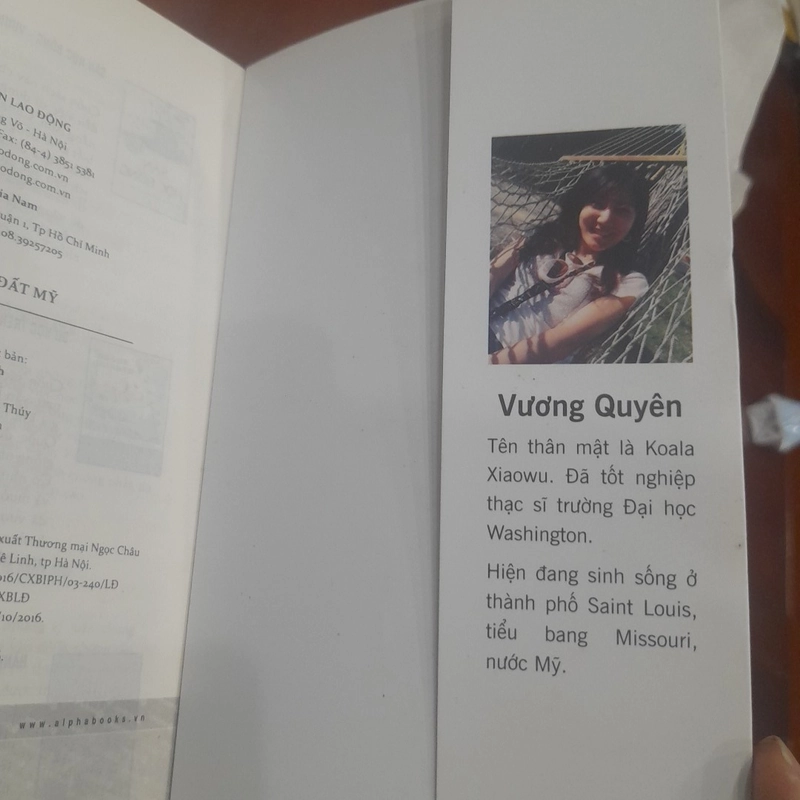 LAO ĐỘNG
Võ - Hà Nội
Fax: (84-4) 3851 5381
odong.com.vn
odong.com.vn
Nam
1, Tp Hồ Chí Minh
08.39257205
ĐẤT MỸ
bản:
Thúy
xuất Thương mại Ngọc Châu
Linh, tp Hà Nội.
016/CXBIPH/03-240/LĐ
XBLĐ
/10/2016.
www.alphabooks.vn
Vương Quyên
Tên thân mật là Koala
Xiaowu. Đã tốt nghiệp
thạc sĩ trường Đại học
Washington.
Hiện đang sinh sống ở
thành phố Saint Louis,
tiểu bang Missouri,
nước Mỹ.